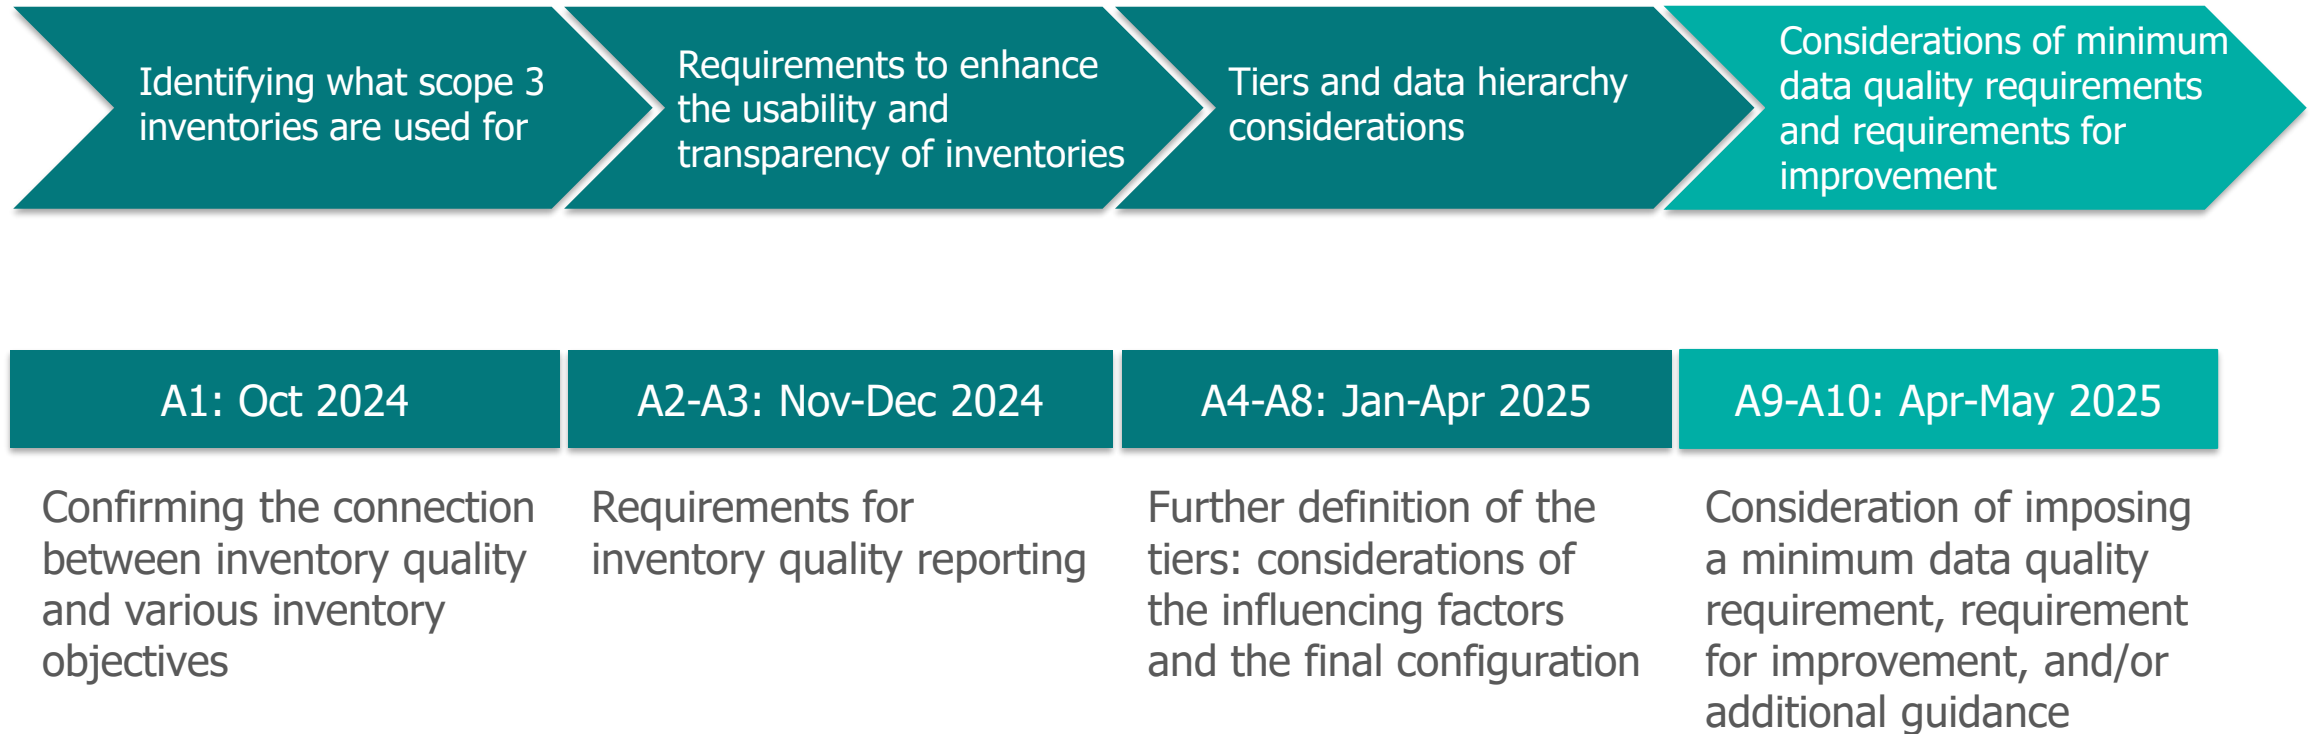 Identifying what scope 3
inventories are used for
Requirements to enhance
the usability and
transparency of inventories
Tiers and data hierarchy
considerations
Considerations of minimum
data quality requirements
and requirements for
improvement
A1: Oct 2024
A2-A3: Nov-Dec 2024
A4-A8: Jan-Apr 2025
A9-A10: Apr-May 2025
Confirming the connection
between inventory quality
and various inventory
objectives
Requirements for
inventory quality reporting
Further definition of the
tiers: considerations of
the influencing factors
and the final configuration
Consideration of imposing
a minimum data quality
requirement, requirement
for improvement, and/or
additional guidance